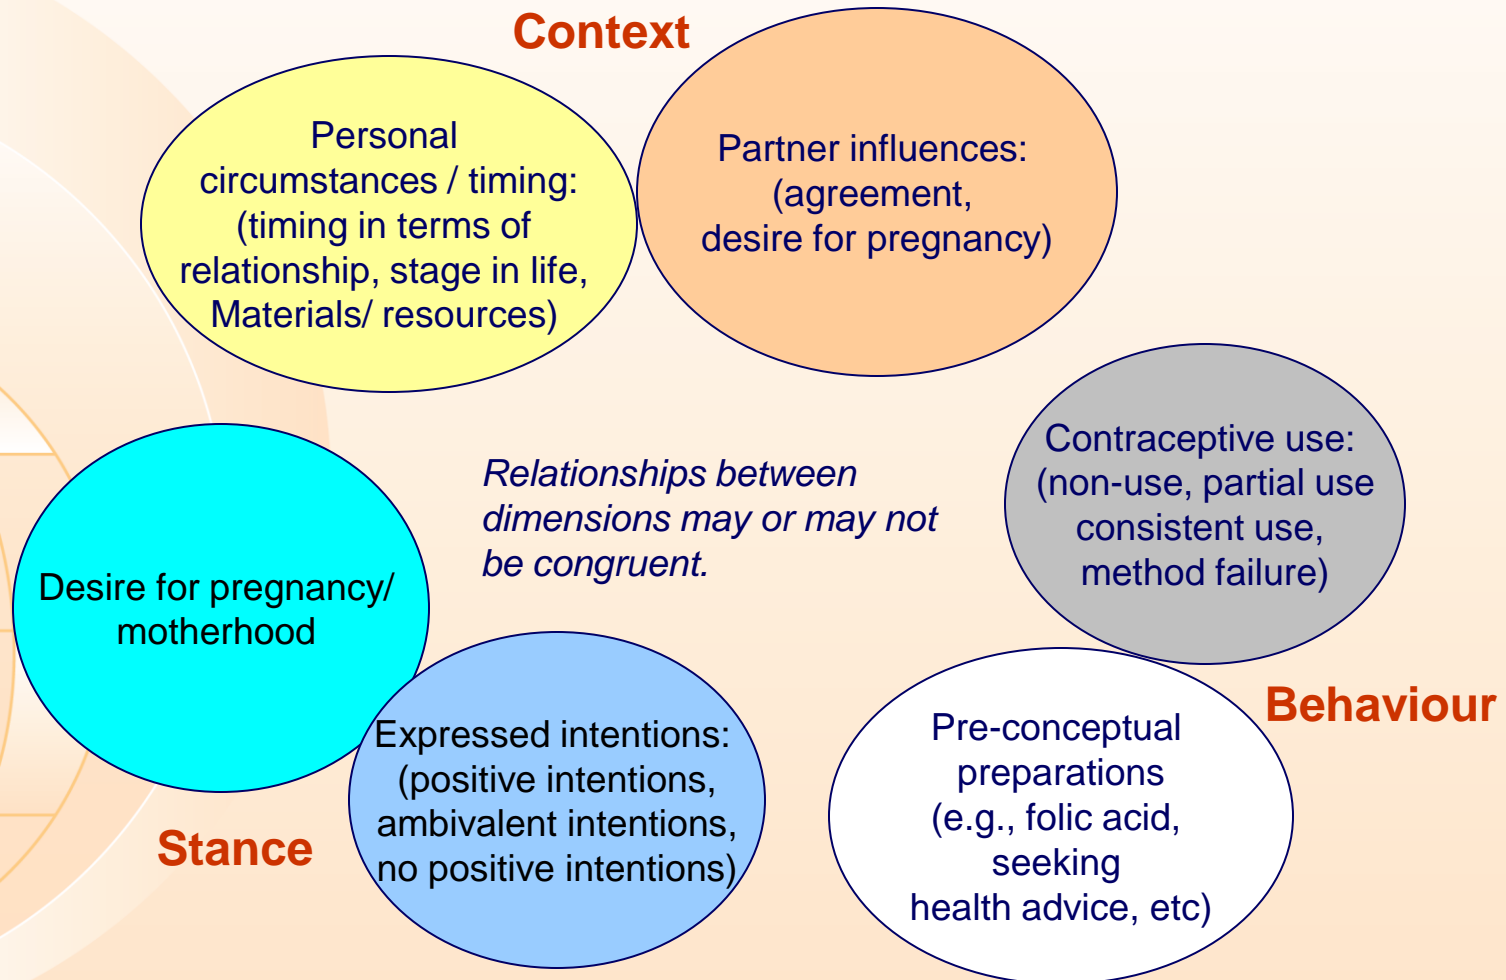 Context
Personal
circumstances / timing:
(timing in terms of
relationship, stage in life,
Materials/ resources)
Partner influences:
(agreement,
desire for pregnancy)
Contraceptive use:
(non-use, partial use
consistent use,
method failure)
Relationships between
dimensions may or may not
be congruent.
Desire for pregnancy/
motherhood
Expressed intentions:
(positive intentions,
ambivalent intentions,
no positive intentions)
Stance
Pre-conceptual
preparations
(e.g., folic acid,
seeking
health advice, etc)
Behaviour